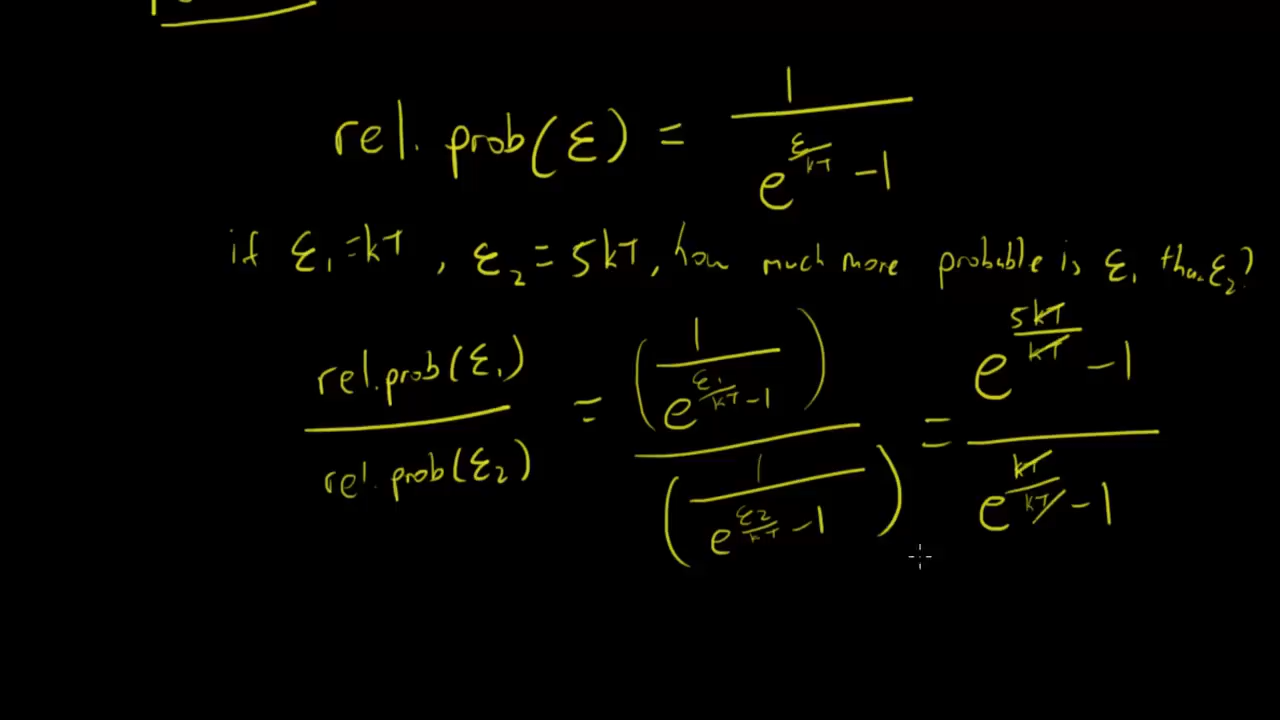 rel. prob(ε) = 1 / (e^(ε/kT) - 1)
if ε₁ = kT, ε₂ = 5kT, how much more probable is ε₁ than ε₂?
rel. prob(ε₁) / rel. prob(ε₂) = (1 / (e^(ε₁/kT) - 1)) / (1 / (e^(ε₂/kT) - 1)) = (e^(5kT/kT) - 1) / (e^(kT/kT) - 1)